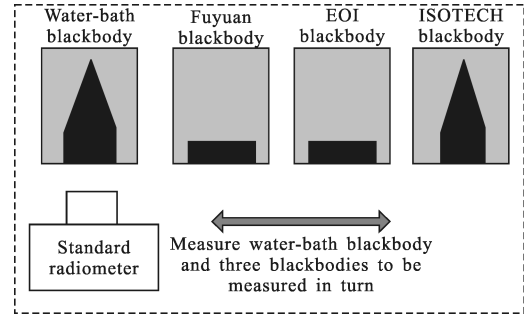 Water-bath
blackbody
Fuyuan
blackbody
EOI
blackbody
ISOTECH
blackbody
Standard
radiometer
Measure water-bath blackbody
and three blackbodies to be
measured in turn